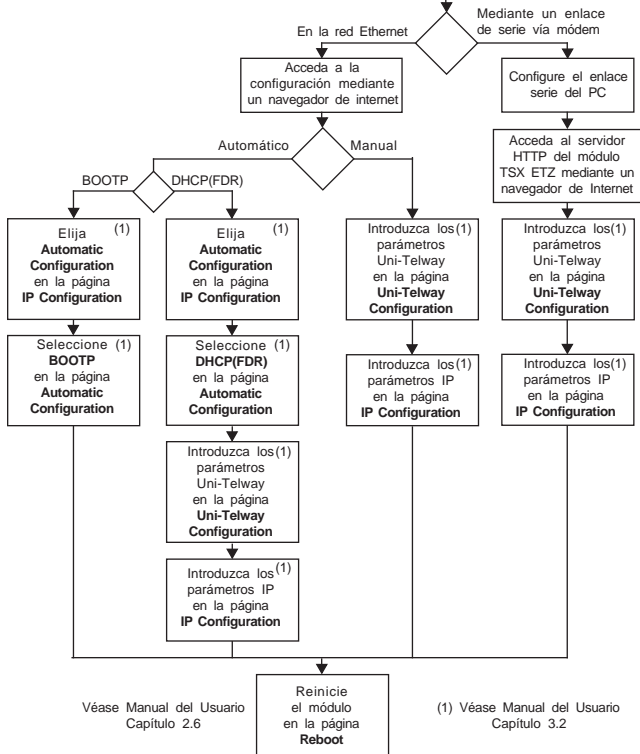 En la red Ethernet
Mediante un enlace
de serie vía módem
Acceda a la
configuración mediante
un navegador de internet
Configure el enlace
serie del PC
Acceda al servidor
HTTP del módulo
TSX ETZ mediante un
navegador de Internet
Automático
Manual
BOOTP
DHCP(FDR)
Elija (1)
Automatic
Configuration
en la página
IP Configuration
Seleccione (1)
BOOTP
en la página
Automatic
Configuration
Elija (1)
Automatic
Configuration
en la página
IP Configuration
Seleccione (1)
DHCP(FDR)
en la página
Automatic
Configuration
Introduzca los(1)
parámetros
Uni-Telway
en la página
Uni-Telway
Configuration
Introduzca los(1)
parámetros IP
en la página
IP Configuration
Introduzca los(1)
parámetros
Uni-Telway
en la página
Uni-Telway
Configuration
Introduzca los(1)
parámetros IP
en la página
IP Configuration
Introduzca los(1)
parámetros
Uni-Telway
en la página
Uni-Telway
Configuration
Introduzca los(1)
parámetros IP
en la página
IP Configuration
Véase Manual del Usuario
Capítulo 2.6
Reinicie
el módulo
en la página
Reboot
(1) Véase Manual del Usuario
Capítulo 3.2